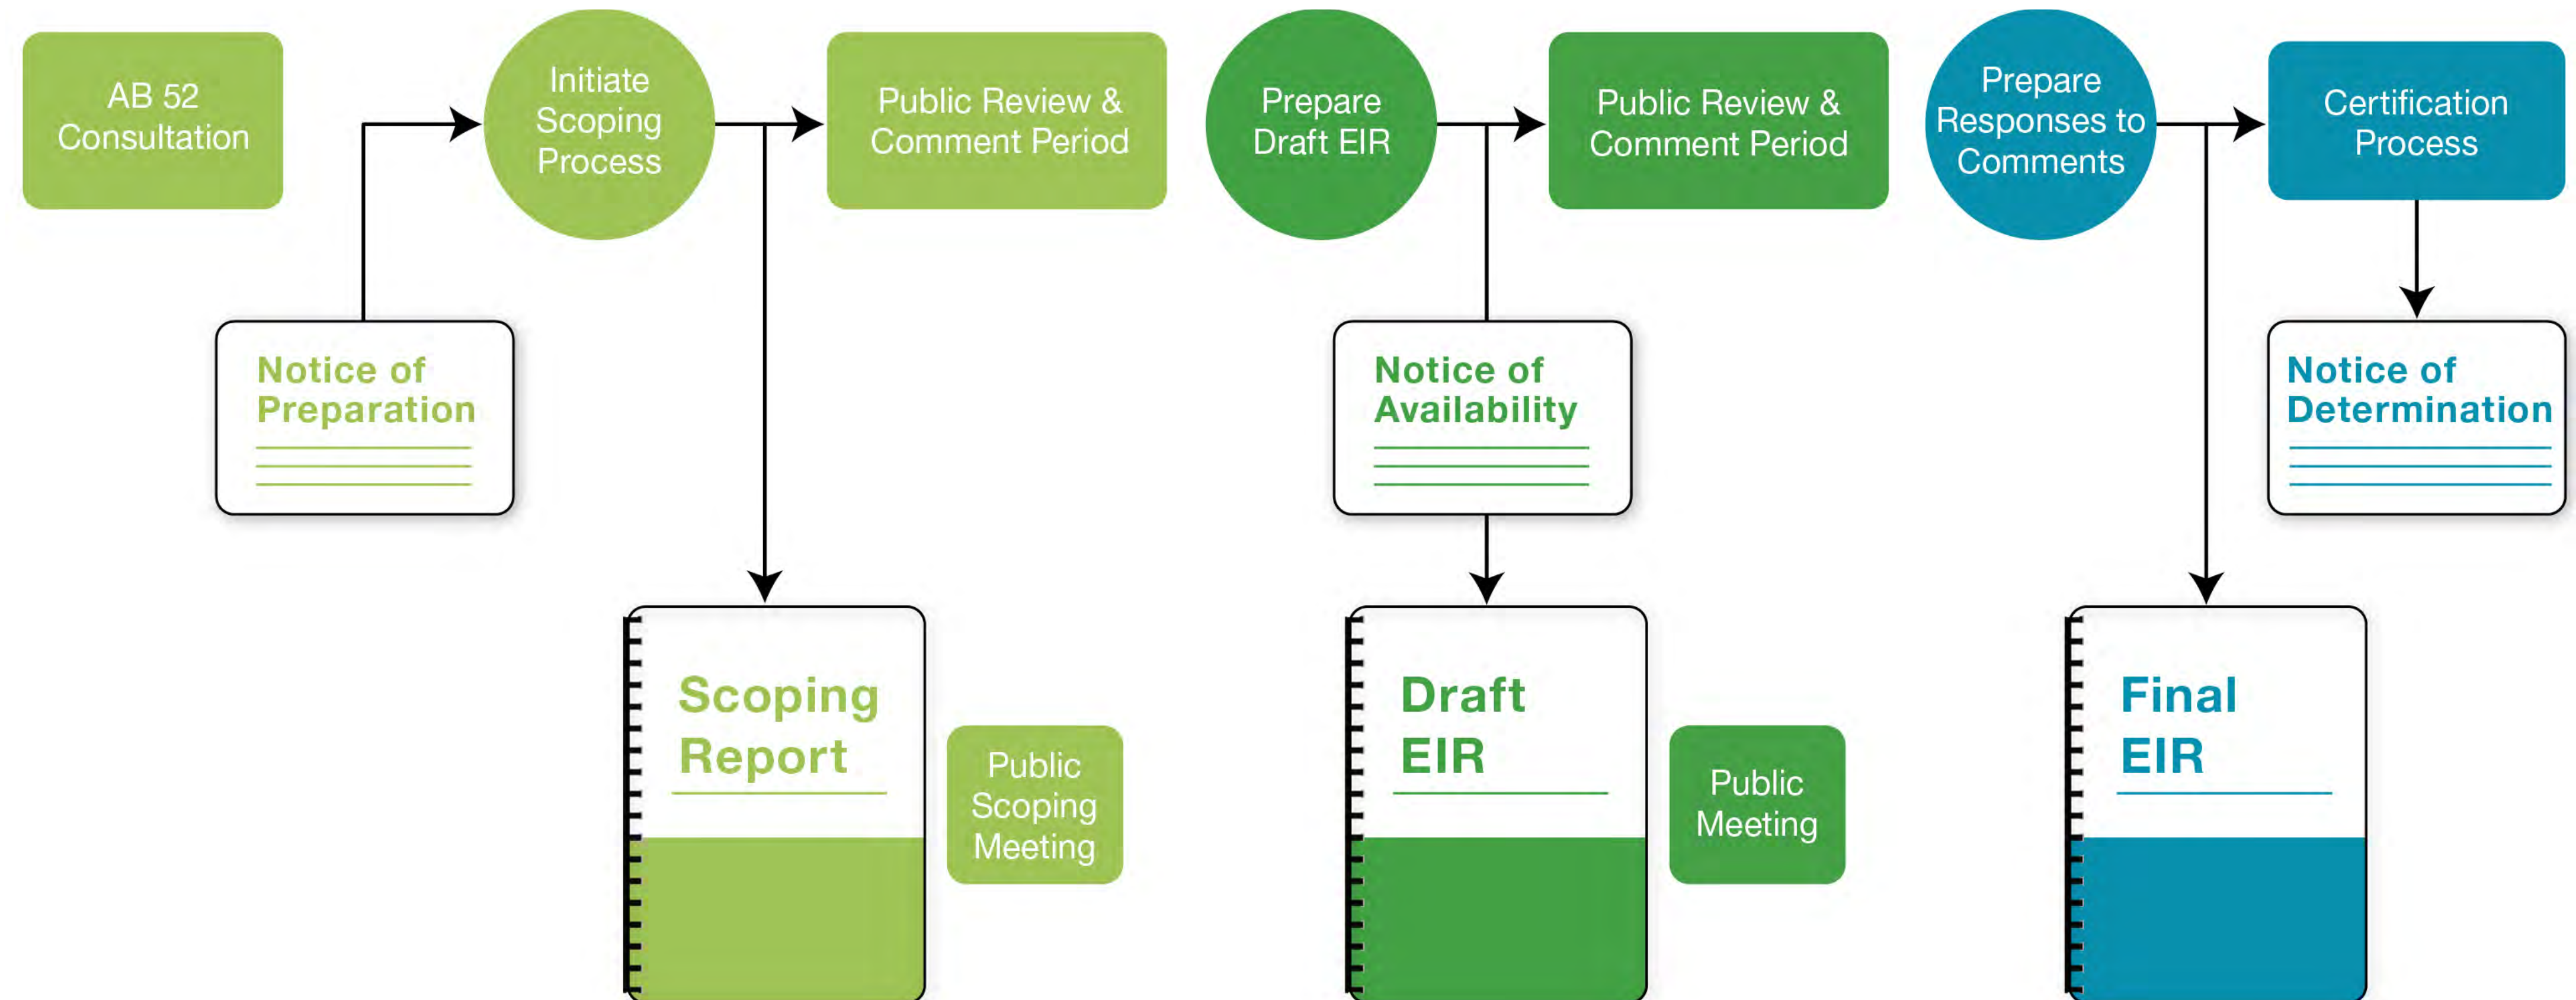 AB 52
Consultation
Initiate
Scoping
Process
Public Review &
Comment Period
Prepare
Draft EIR
Public Review &
Comment Period
Prepare
Responses to
Comments
Certification
Process
Notice of
Preparation
Notice of
Availability
Notice of
Determination
Scoping
Report
Public
Scoping
Meeting
Draft
EIR
Public
Meeting
Final
EIR